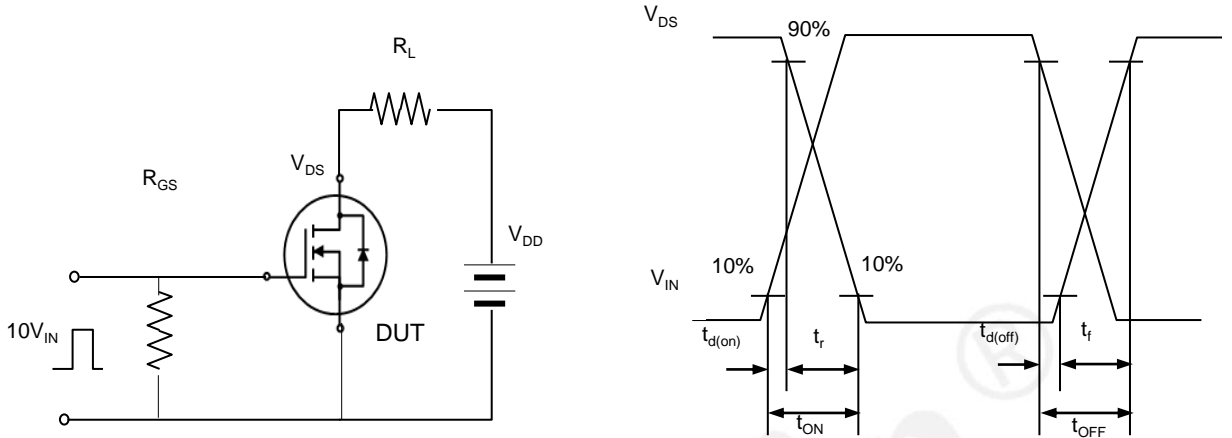 R_L
V_DS
R_GS
V_DD
10V_IN
DUT
V_DS
90%
10%
10%
V_IN
t_d(on)
t_r
t_d(off)
t_f
t_ON
t_OFF
®